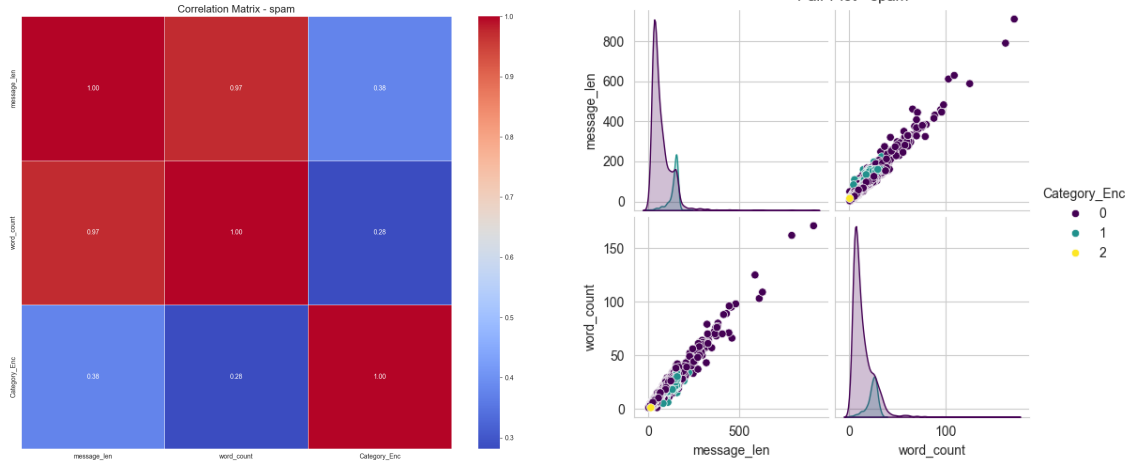 Correlation Matrix - spam
message_len
word_count
Category_Enc
1.00
0.97
0.38
0.97
1.00
0.28
0.38
0.28
1.00
message_len
word_count
Category_Enc
1.0
0.9
0.8
0.7
0.6
0.5
0.4
0.3
message_len
800
600
400
200
0
word_count
150
100
50
0
0
500
message_len
0
100
word_count
Category_Enc
0
1
2